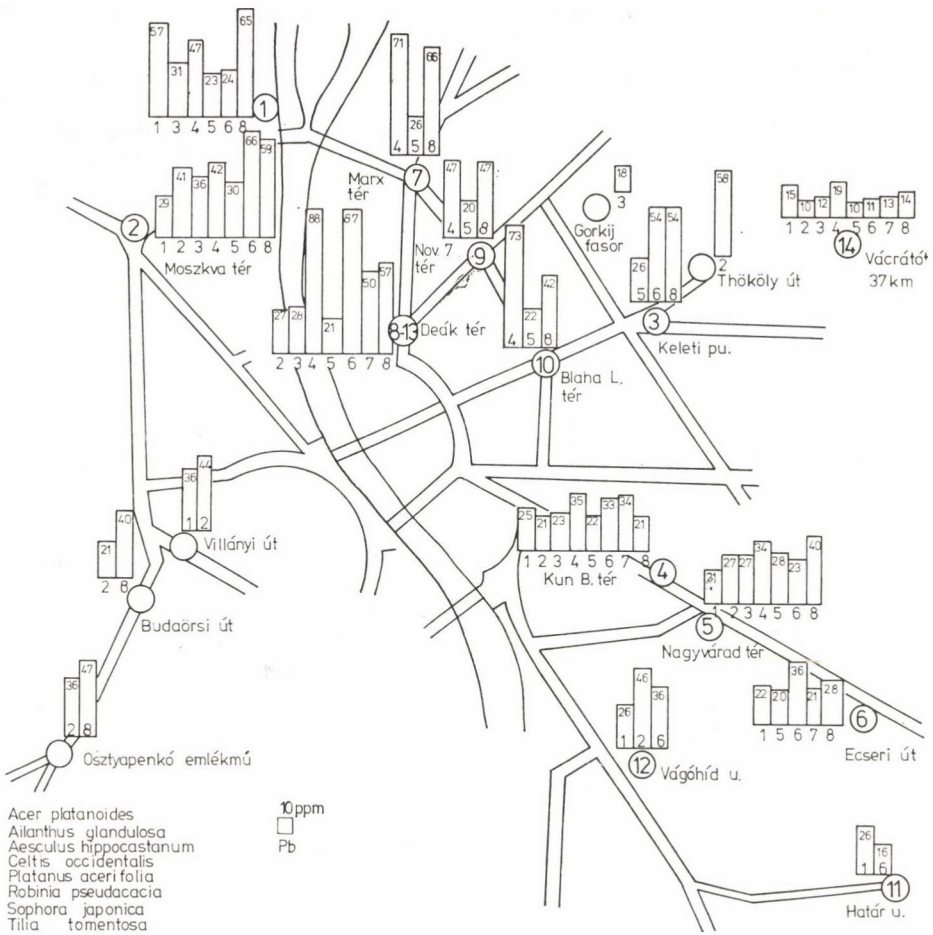 57 31 47 23 24 65
1 3 4 5 6 8
1
71 26 66
4 5 8
7
Marx
tér
29 41 36 42 30 66 59
1 2 3 4 5 6 8
2
Moszkva tér
47 20 47
4 5 8
Nov. 7
tér
9
18
3
Gorkij
fasor
58
2
Thököly út
15 10 12 19 10 11 13 14
1 2 3 4 5 6 7 8
14
Vácrátót
37 km
27 28 88 21 67 50 57
2 3 4 5 6 7 8
8-13
Deák tér
73 22 42
4 5 8
10
Blaha L.
tér
26 54 54
5 6 8
3
Keleti pu.
36 44
1 2
Villányi út
21 40
2 8
Budaörsi út
36 47
2 8
Osztyapenkó emlékmű
25 21 23 35 22 33 34 21
1 2 3 4 5 6 7 8
Kun B. tér
4
21 27 27 34 28 23 40
1 2 3 4 5 6 8
5
Nagyvárad tér
22 20 36 21 28
1 5 6 7 8
6
Ecseri út
26 46 36
1 2 6
12
Vágóhíd u.
26 16
1 6
11
Határ u.
Acer platanoides
Ailanthus glandulosa
Aesculus hippocastanum
Celtis occidentalis
Platanus acerifolia
Robinia pseudacacia
Sophora japonica
Tilia tomentosa
10 ppm
Pb